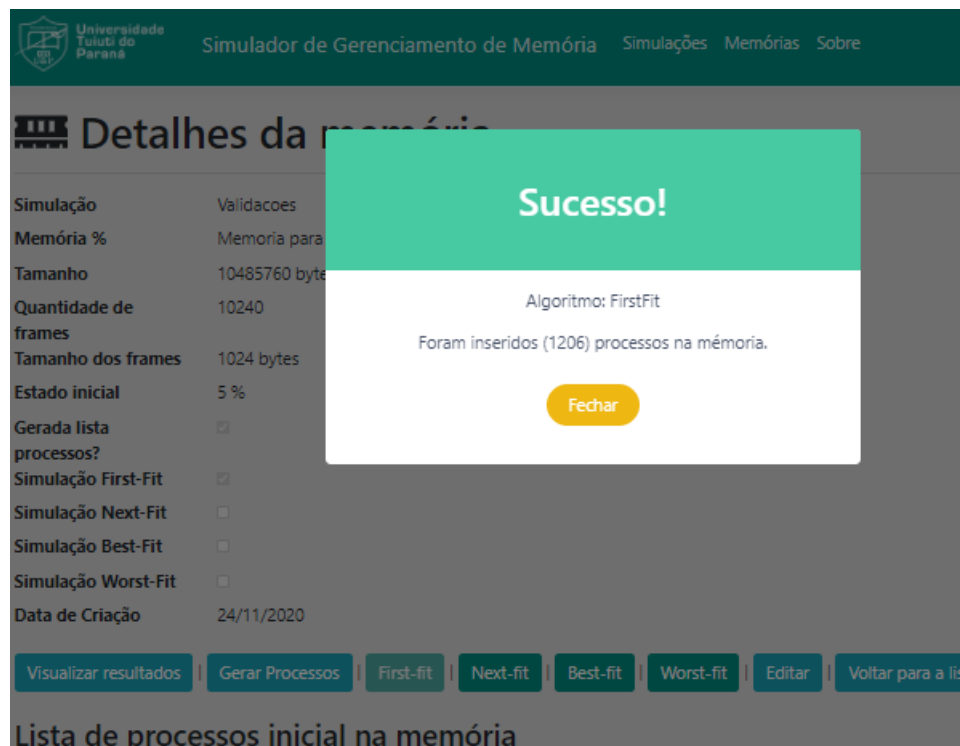 Universidade
Tuiuti do
Paraná
Simulador de Gerenciamento de Memória Simulações Memórias Sobre
Detalhes da memória
Sucesso!
Algoritmo: FirstFit
Foram inseridos (1206) processos na mémoria.
Fechar
Simulação Validacoes
Memória % Memoria para
Tamanho 10485760 byte
Quantidade de 10240
frames
Tamanho dos frames 1024 bytes
Estado inicial 5 %
Gerada lista
processos?
Simulação First-Fit
Simulação Next-Fit
Simulação Best-Fit
Simulação Worst-Fit
Data de Criação 24/11/2020
Visualizar resultados | Gerar Processos | First-fit | Next-fit | Best-fit | Worst-fit | Editar | Voltar para a lis
Lista de processos inicial na memória